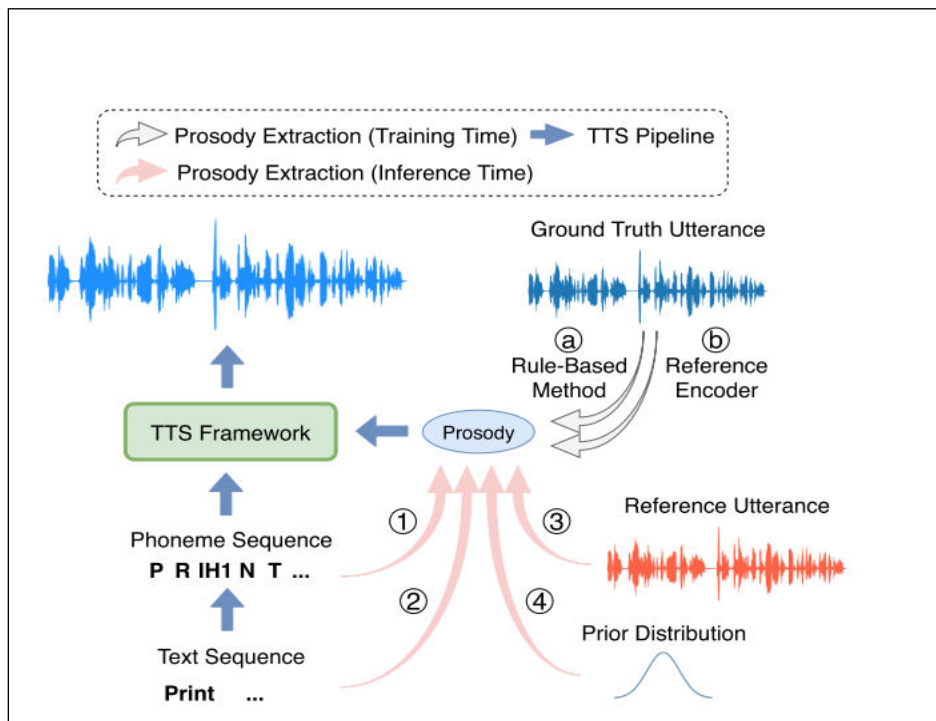 Prosody Extraction (Training Time) TTS Pipeline
Prosody Extraction (Inference Time)
Ground Truth Utterance
ⓐ ⓑ
Rule-Based Reference
Method Encoder
TTS Framework
Prosody
① ③
Phoneme Sequence Reference Utterance
P R IH1 N T ...
② ④
Prior Distribution
Text Sequence
Print ...